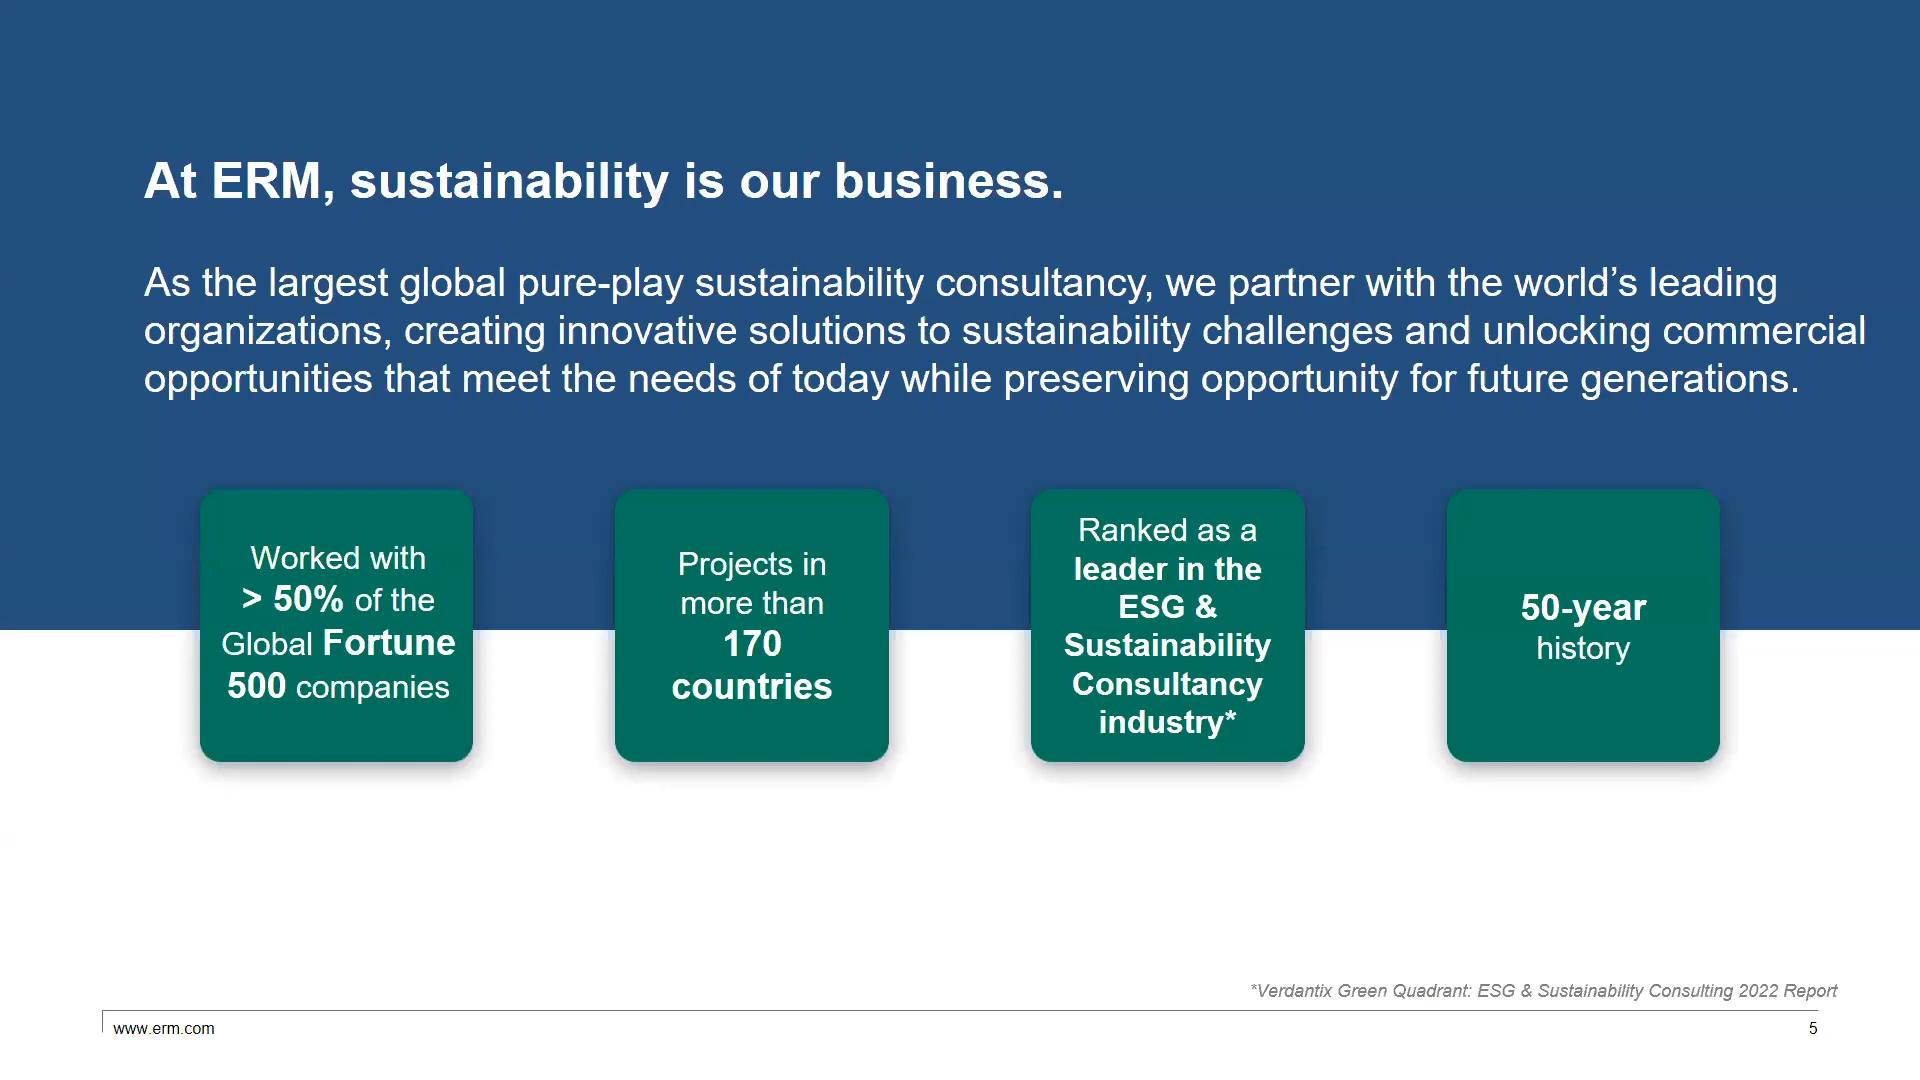 At ERM, sustainability is our business.
As the largest global pure-play sustainability consultancy, we partner with the world’s leading
organizations, creating innovative solutions to sustainability challenges and unlocking commercial
opportunities that meet the needs of today while preserving opportunity for future generations.
Worked with
> 50% of the
Global Fortune
500 companies
Projects in
more than
170
countries
Ranked as a
leader in the
ESG &
Sustainability
Consultancy
industry*
50-year
history
*Verdantix Green Quadrant: ESG & Sustainability Consulting 2022 Report
www.erm.com
5